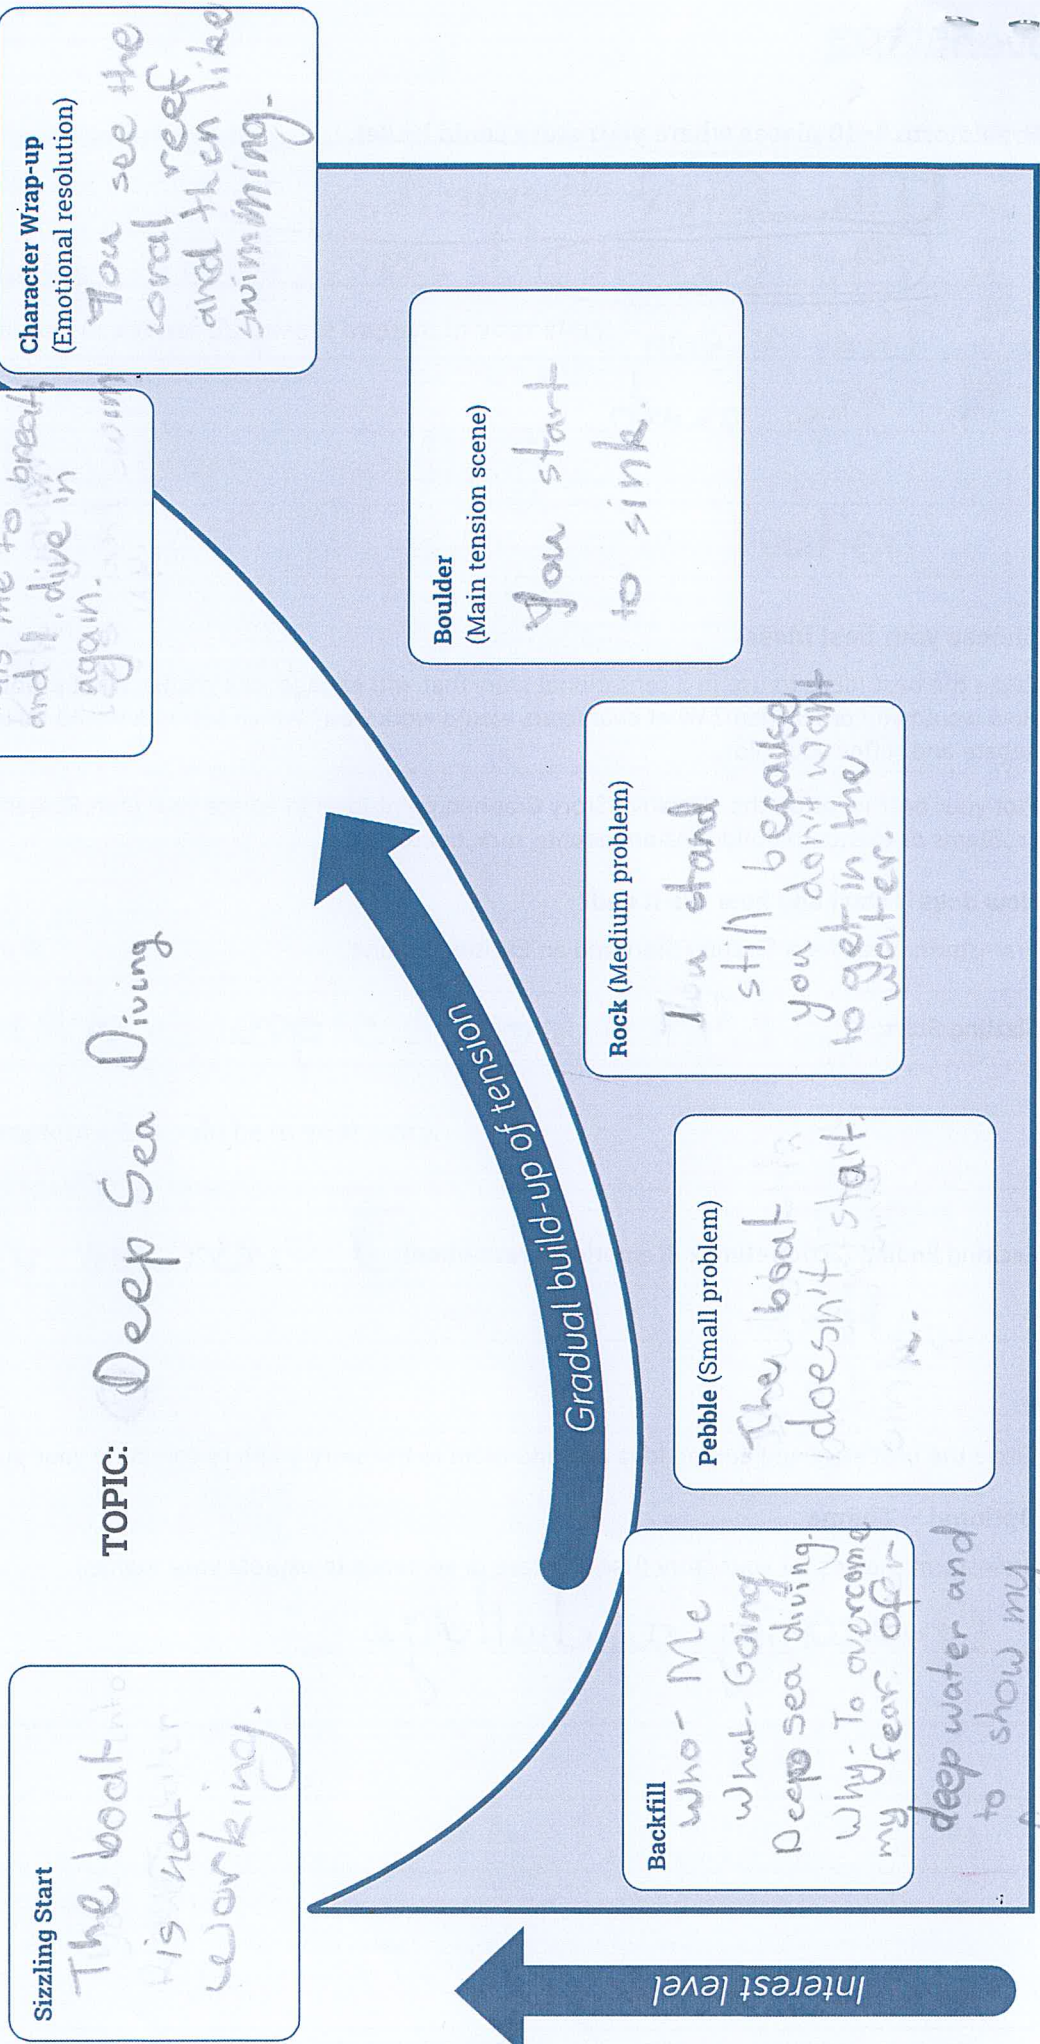 TOPIC: Deep Sea Diving
Sizzling Start
The boat
is not
working.
Backfill
Who - Me
What - Going
Deep sea diving.
Why - To overcome
my fear of
deep water and
to show my
Pebble (Small problem)
The boat
doesn't start.
Rock (Medium problem)
You stand
still because
you don't want
to get in the
water.
Boulder
(Main tension scene)
You start
to sink.
me to breath
and I dive in
again.
Character Wrap-up
(Emotional resolution)
You see the
coral reef
and then like
swimming.
Gradual build-up of tension
Interest level